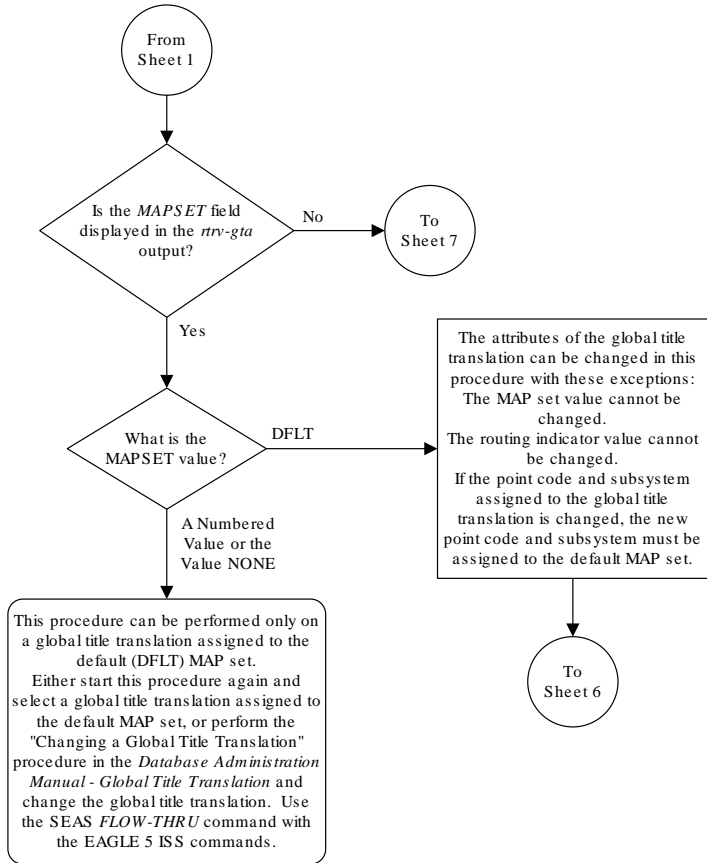 From
Sheet 1
Is the MAPSET field
displayed in the rtrv-gta
output?
No
To
Sheet 7
Yes
What is the
MAPSET value?
DFLT
The attributes of the global title
translation can be changed in this
procedure with these exceptions:
The MAP set value cannot be
changed.
The routing indicator value cannot
be changed.
If the point code and subsystem
assigned to the global title
translation is changed, the new
point code and subsystem must be
assigned to the default MAP set.
A Numbered
Value or the
Value NONE
This procedure can be performed only on
a global title translation assigned to the
default (DFLT) MAP set.
Either start this procedure again and
select a global title translation assigned to
the default MAP set, or perform the
"Changing a Global Title Translation"
procedure in the Database Administration
Manual - Global Title Translation and
change the global title translation.  Use
the SEAS FLOW-THRU command with
the EAGLE 5 ISS commands.
To
Sheet 6